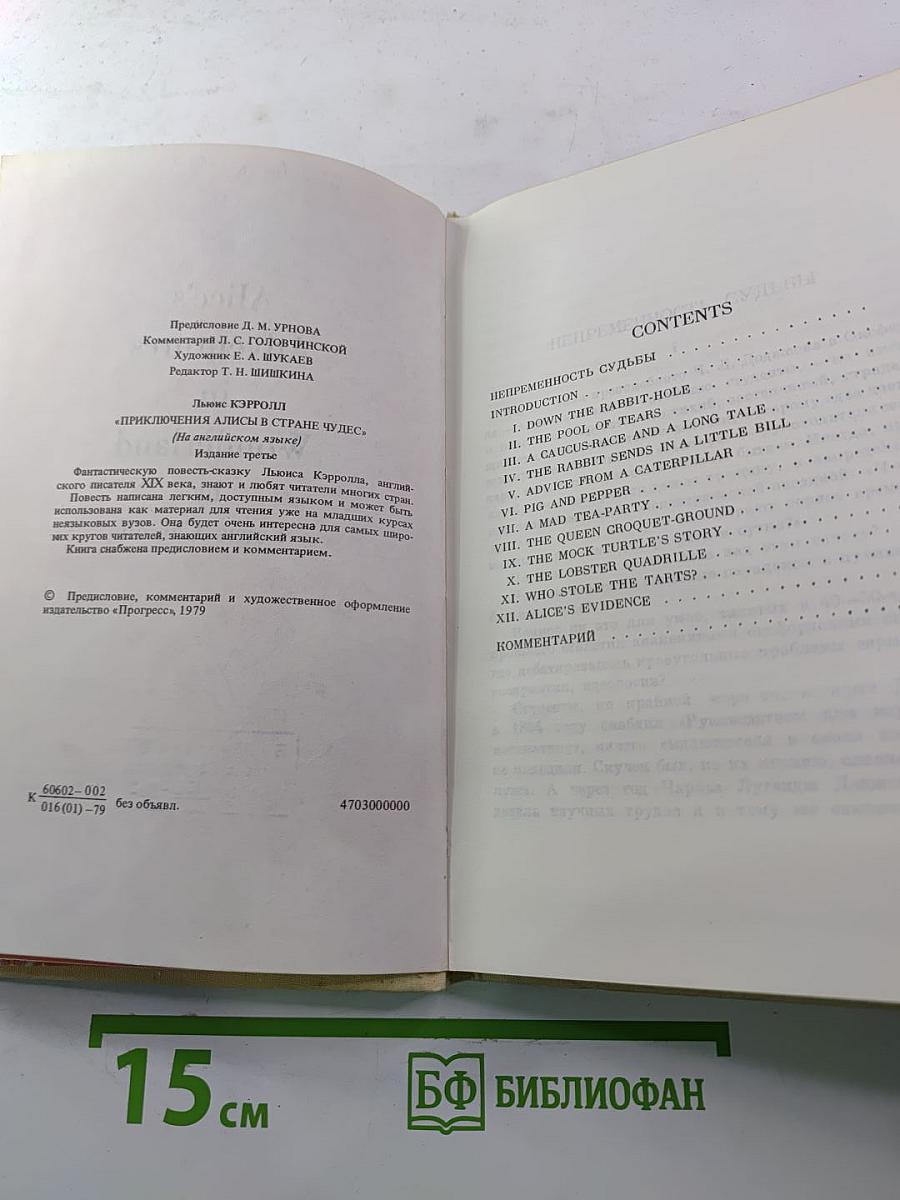 Предисловие Д. М. УРНОВА
Комментарий Л. С. ГОЛОВЧИНСКОЙ
Художник Е. А. ШУКАЕВ
Редактор Т. Н. ШИШКИНА
Льюис КЭРРОЛЛ
«ПРИКЛЮЧЕНИЯ АЛИСЫ В СТРАНЕ ЧУДЕС»
(На английском языке)
Издание третье
Фантастическую повесть-сказку Льюиса Кэрролла, англий-
ского писателя XIX века, знают и любят читатели многих стран.
Повесть написана легким, доступным языком и может быть
использована как материал для чтения уже на младших курсах
неязыковых вузов. Она будет очень интересна для самых широ-
ких кругов читателей, знающих английский язык.
Книга снабжена предисловием и комментарием.
© Предисловие, комментарий и художественное оформление
издательство «Прогресс», 1979
К 60602–002
016(01)–79 без объявл. 4703000000
CONTENTS
НЕПРЕМЕННОСТЬ СУДЬБЫ
INTRODUCTION
I. DOWN THE RABBIT-HOLE
II. THE POOL OF TEARS
III. A CAUCUS-RACE AND A LONG TALE
IV. THE RABBIT SENDS IN A LITTLE BILL
V. ADVICE FROM A CATERPILLAR
VI. PIG AND PEPPER
VII. A MAD TEA-PARTY
VIII. THE QUEEN CROQUET-GROUND
IX. THE MOCK TURTLE'S STORY
X. THE LOBSTER QUADRILLE
XI. WHO STOLE THE TARTS?
XII. ALICE'S EVIDENCE
КОММЕНТАРИЙ
15 см
БФ БИБЛИОФАН